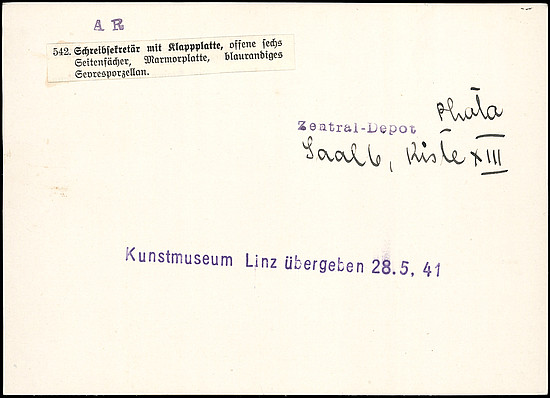 AR
542. Schreibsekretär mit Klappplatte, offene sechs
Seitenfächer, Marmorplatte, blaurandiges
Sevresporzellan.
Zentral-Depot
Saal 6, Kiste XIII
Kunstmuseum Linz übergeben 28.5, 41